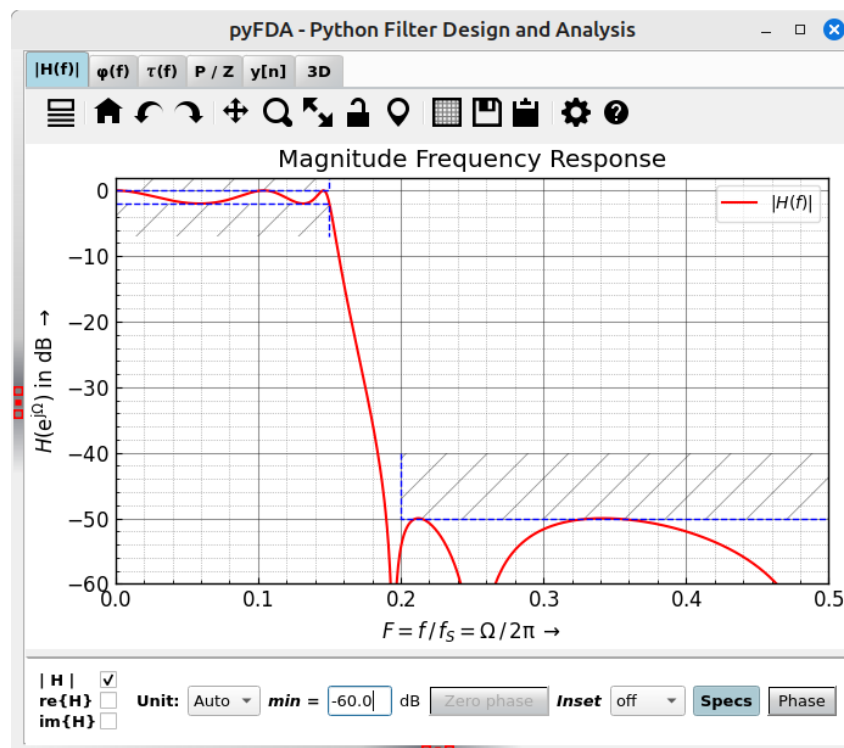 pyFDA - Python Filter Design and Analysis
|H(f)| φ(f) τ(f) P / Z y[n] 3D
Magnitude Frequency Response
|H(f)|
H(e^jΩ) in dB →
0
−10
−20
−30
−40
−50
−60
0.0 0.1 0.2 0.3 0.4 0.5
F = f / f_S = Ω / 2π →
| H |
re{H}
im{H}
Unit: Auto min = -60.0 dB Zero phase Inset off Specs Phase